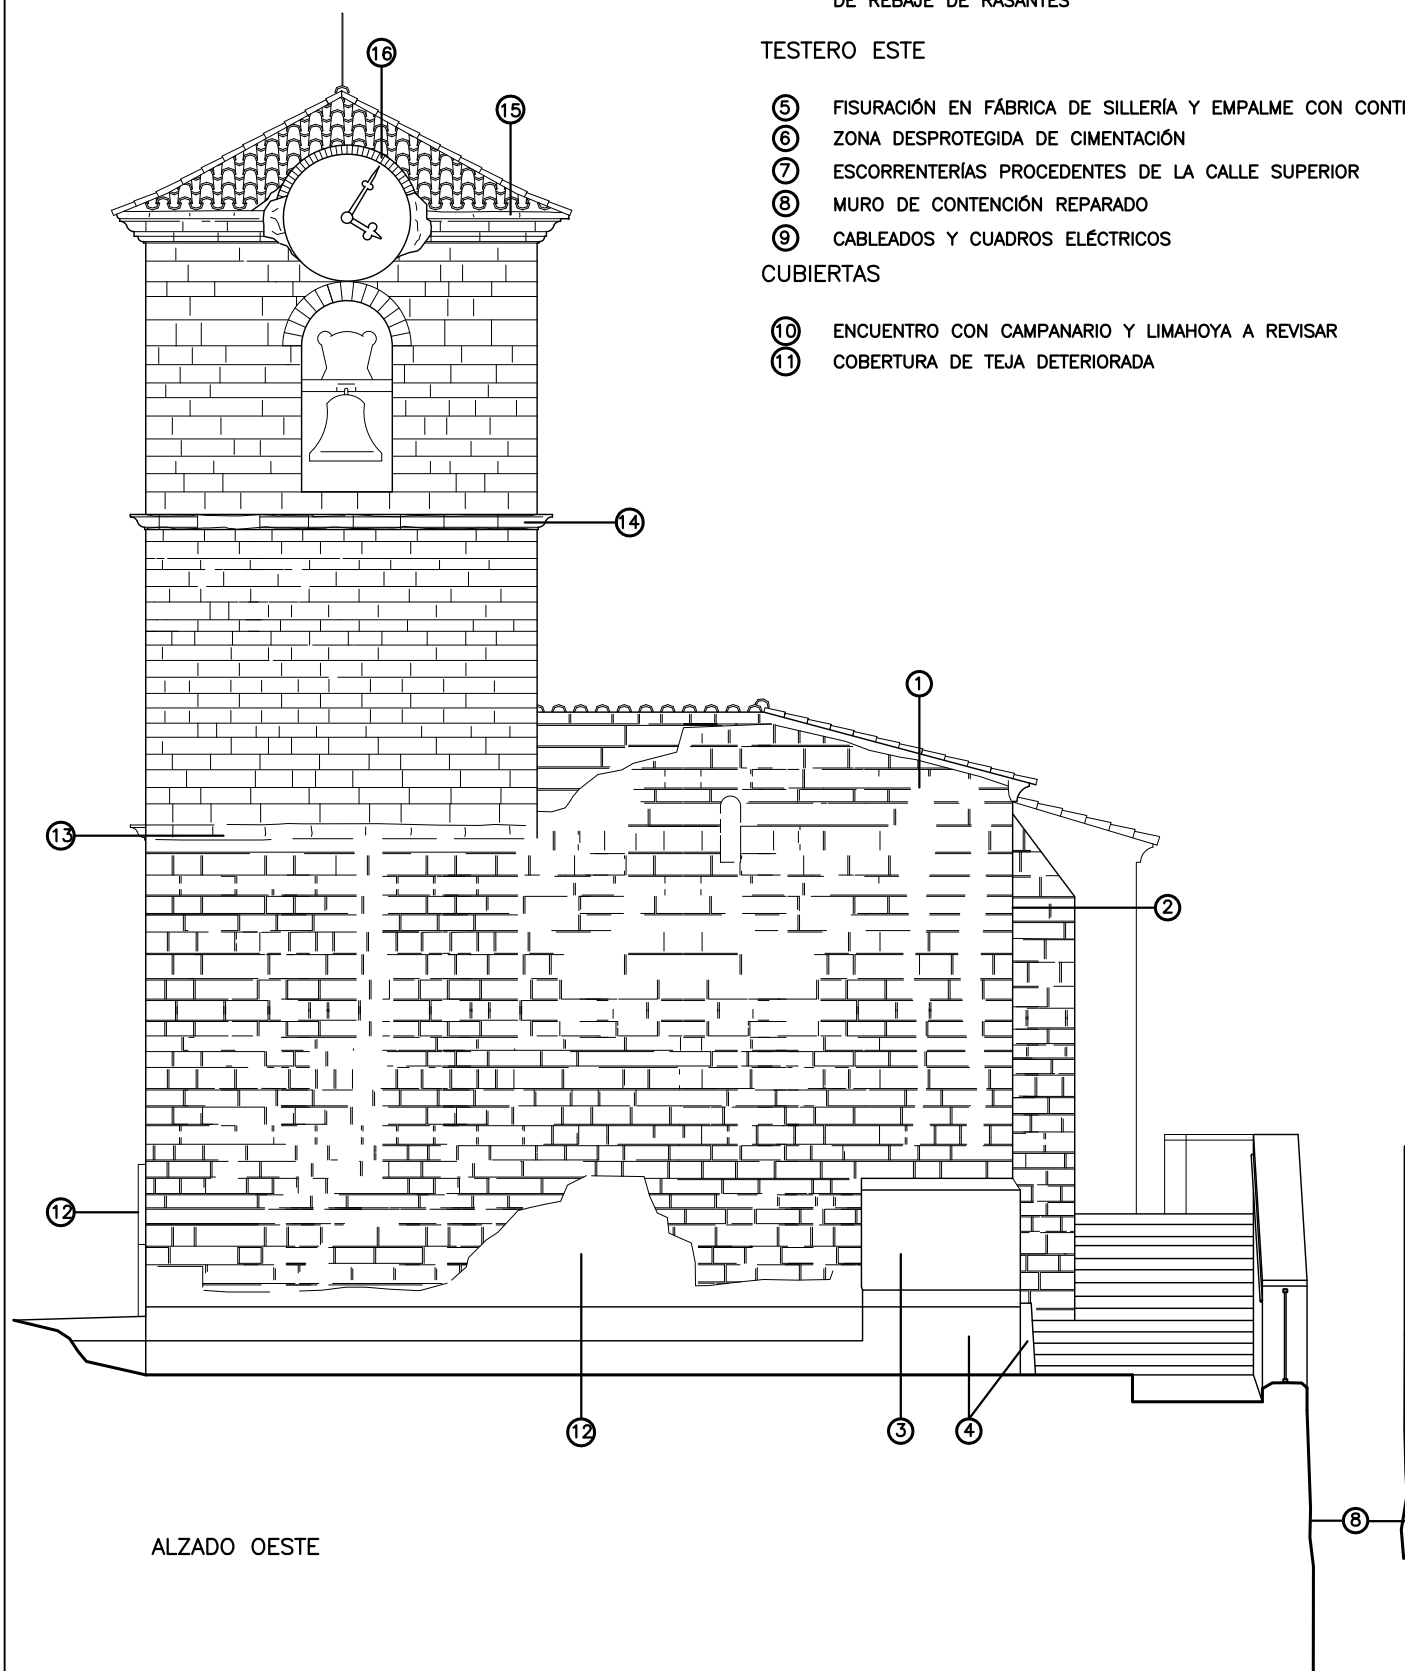 DE REBAJE DE RASANTES
TESTERO ESTE
5 FISURACIÓN EN FÁBRICA DE SILLERÍA Y EMPALME CON
6 ZONA DESPROTEGIDA DE CIMENTACIÓN
7 ESCORRENTERÍAS PROCEDENTES DE LA CALLE SUPERIOR
8 MURO DE CONTENCIÓN REPARADO
9 CABLEADOS Y CUADROS ELÉCTRICOS
CUBIERTAS
10 ENCUENTRO CON CAMPANARIO Y LIMAHOYA A REVISAR
11 COBERTURA DE TEJA DETERIORADA
16
15
14
1
13
2
12
12
3
4
8
ALZADO OESTE